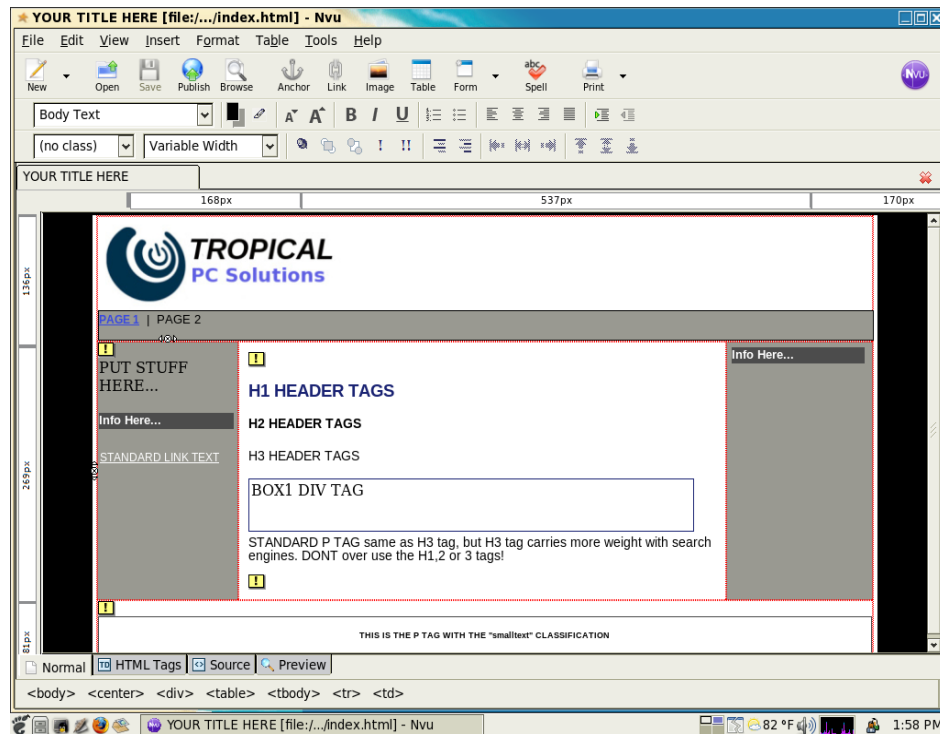 YOUR TITLE HERE [file:/.../index.html] - Nvu
File Edit View Insert Format Table Tools Help
abc
New Open Save Publish Browse Anchor Link Image Table Form Spell Print
NVU
Body Text A A B I U
(no class) Variable Width ! !!
YOUR TITLE HERE
168px 537px 170px
136px
TROPICAL
PC Solutions
PAGE 1 | PAGE 2
!
PUT STUFF
HERE...
Info Here...
STANDARD LINK TEXT
269px
!
H1 HEADER TAGS
H2 HEADER TAGS
H3 HEADER TAGS
BOX1 DIV TAG
STANDARD P TAG same as H3 tag, but H3 tag carries more weight with search
engines. DONT over use the H1,2 or 3 tags!
!
Info Here...
!
81px
THIS IS THE P TAG WITH THE "smalltext" CLASSIFICATION
Normal TD HTML Tags Source Preview
<body> <center> <div> <table> <tbody> <tr> <td>
YOUR TITLE HERE [file:/.../index.html] - Nvu 82 °F 1:58 PM